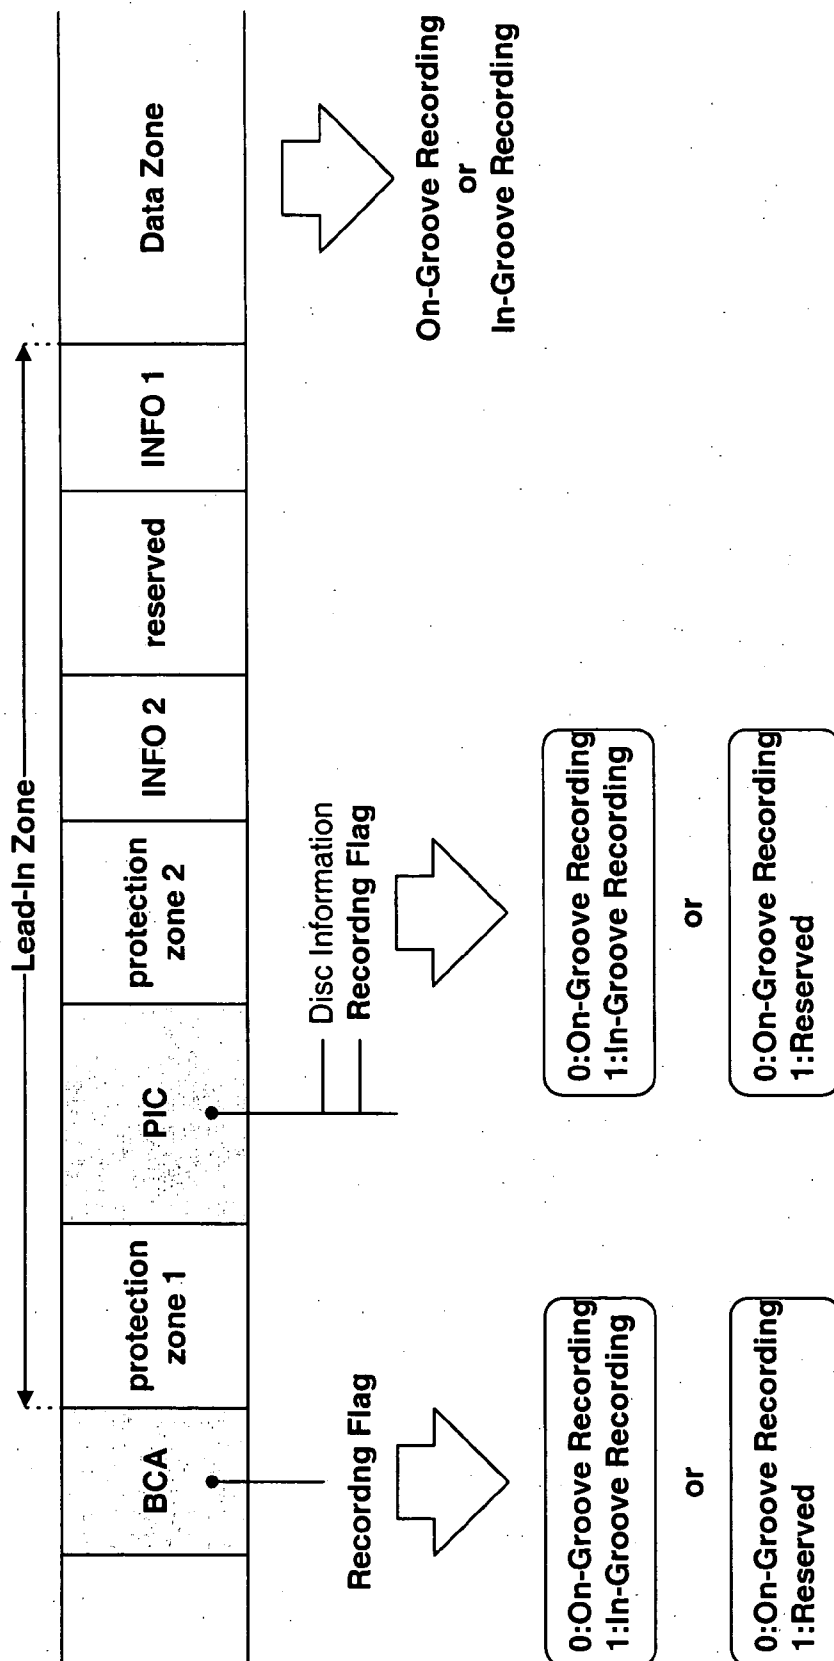 Lead-In Zone
BCA
protection
zone 1
PIC
protection
zone 2
INFO 2
reserved
INFO 1
Data Zone
Recordng Flag
0:On-Groove Recording
1:In-Groove Recording
or
0:On-Groove Recording
1:Reserved
Disc Information
Recordng Flag
0:On-Groove Recording
1:In-Groove Recording
or
0:On-Groove Recording
1:Reserved
On-Groove Recording
or
In-Groove Recording